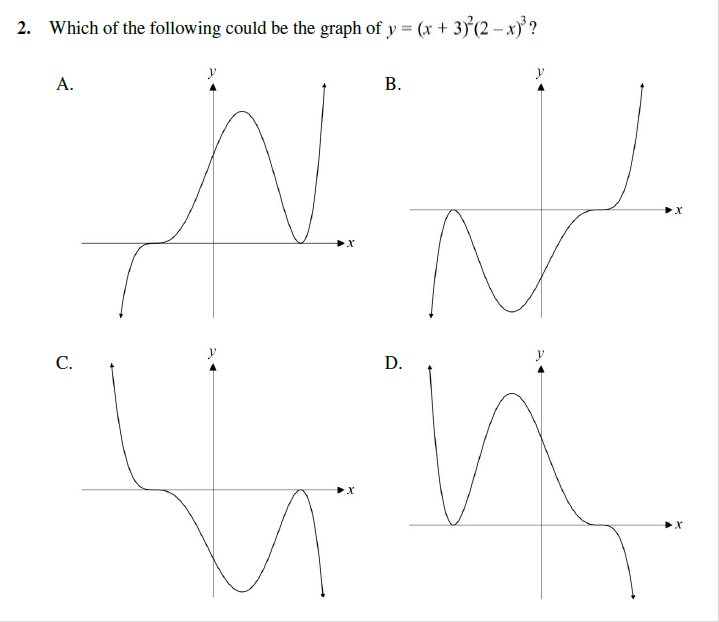 2. Which of the following could be the graph of y = (x + 3)²(2 – x)³ ?
A.
y
x
B.
y
x
C.
y
x
D.
y
x